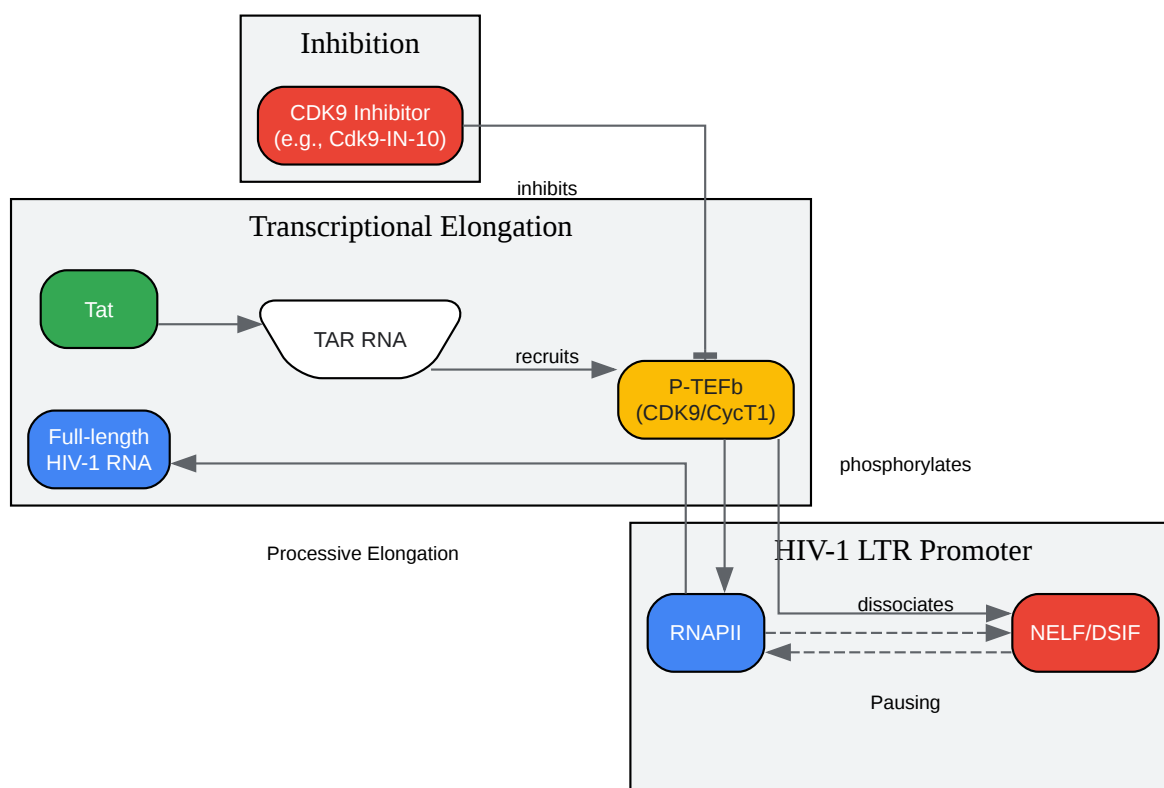 Inhibition
CDK9 Inhibitor
(e.g., Cdk9-IN-10)
inhibits
Transcriptional Elongation
Tat
TAR RNA
recruits
P-TEFb
(CDK9/CycT1)
Full-length
HIV-1 RNA
phosphorylates
Processive Elongation
HIV-1 LTR Promoter
dissociates
RNAPII
NELF/DSIF
Pausing